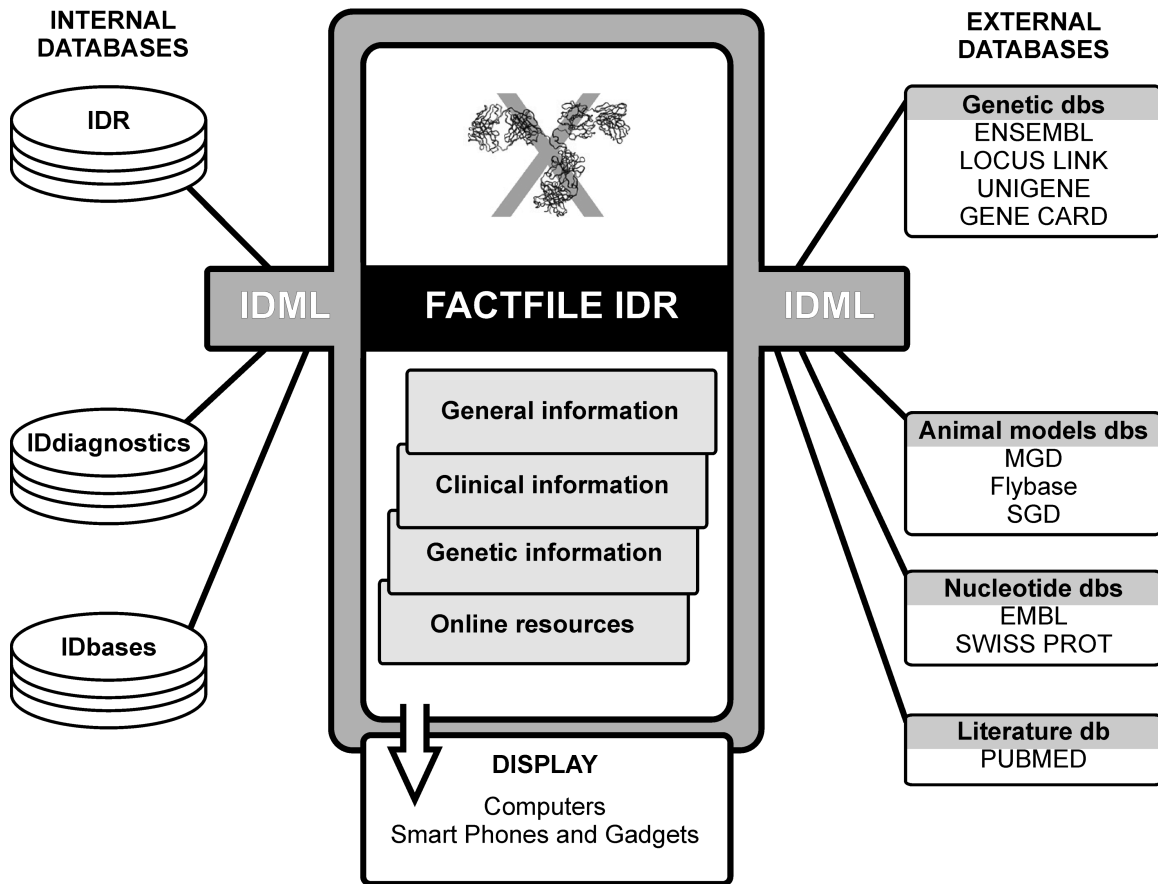 INTERNAL
DATABASES
IDR
IDdiagnostics
IDbases
IDML
FACTFILE IDR
IDML
General information
Clinical information
Genetic information
Online resources
DISPLAY
Computers
Smart Phones and Gadgets
EXTERNAL
DATABASES
Genetic dbs
ENSEMBL
LOCUS LINK
UNIGENE
GENE CARD
Animal models dbs
MGD
Flybase
SGD
Nucleotide dbs
EMBL
SWISS PROT
Literature db
PUBMED